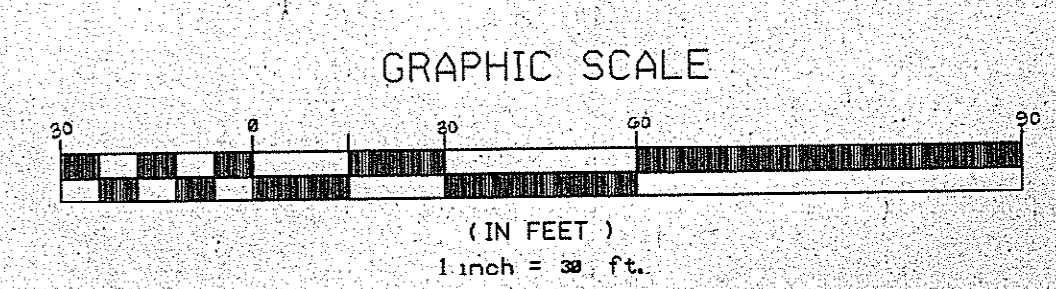 GRAPHIC SCALE
30 0 30 60 90
( IN FEET )
1 inch = 30 ft.